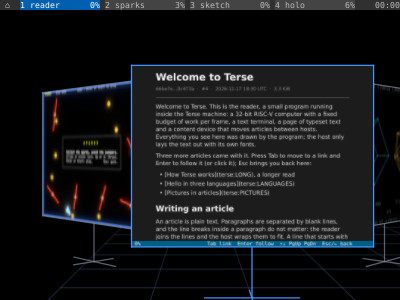 ⌂ 1 reader 0% 2 sparks 3% 3 sketch 0% 4 holo 6% 00:00
Welcome to Terse
Welcome to Terse. This is the reader, a small program running
inside the Terse machine: a 32-bit RISC-V computer with a fixed
budget of work per frame, a text terminal, a page of typeset text
and a content device that moves articles between hosts.
Everything you see here was drawn by the program; the host only
lays the text out with its own fonts.
Three more articles came with it. Press Tab to move to a link and
Enter to follow it (or click it); Esc brings you back here:
• [How Terse works](terse:LONG), a longer read
• [Hello in three languages](terse:LANGUAGES)
• [Pictures in articles](terse:PICTURES)
Writing an article
An article is plain text. Paragraphs are separated by blank lines,
and the line breaks inside a paragraph do not matter: the reader
joins the lines and the host wraps them to fit. A line that starts with
0% Tab link Enter follow ↑↓ PgUp PgDn Esc/← back